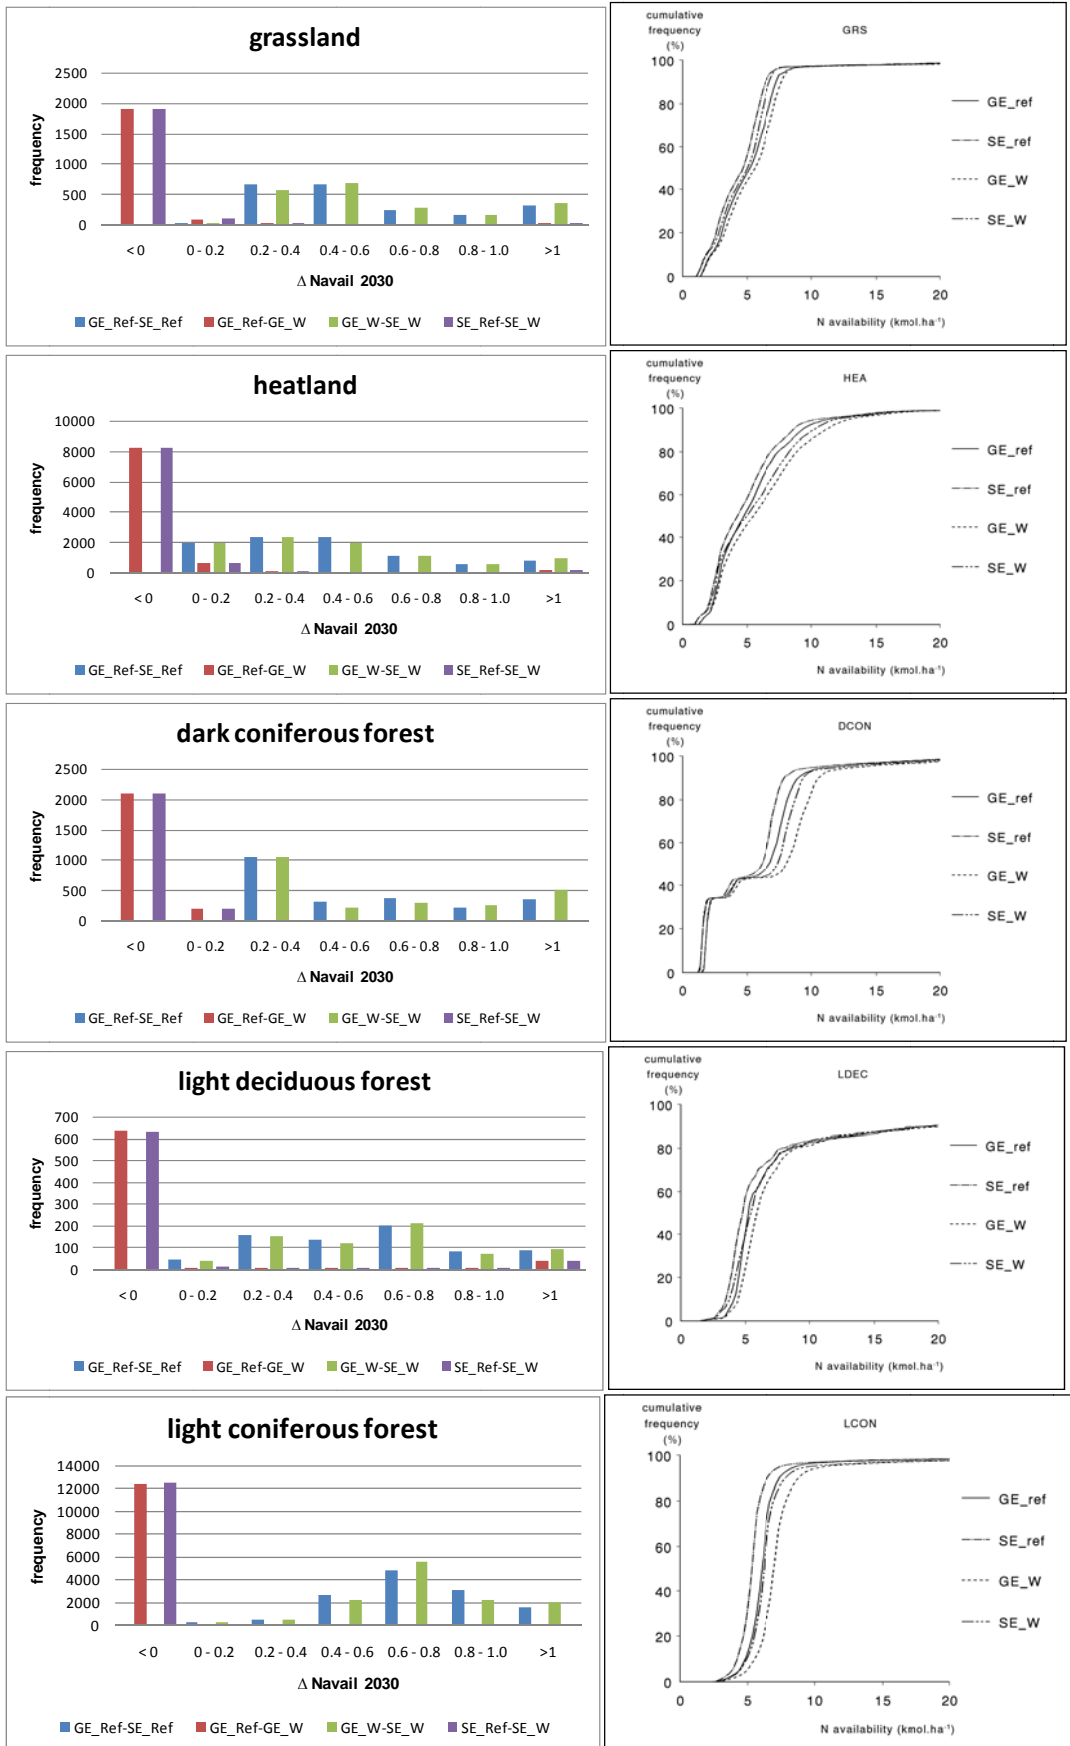 grassland
2500
2000
1500
1000
500
0
frequency
< 0 0 - 0.2 0.2 - 0.4 0.4 - 0.6 0.6 - 0.8 0.8 - 1.0 >1
Δ Navail 2030
GE_Ref-SE_Ref GE_Ref-GE_W GE_W-SE_W SE_Ref-SE_W
cumulative
frequency
(%)
GRS
100
80
60
40
20
0
0 5 10 15 20
N availability (kmol.ha⁻¹)
GE_ref
SE_ref
GE_W
SE_W
heatland
10000
8000
6000
4000
2000
0
frequency
< 0 0 - 0.2 0.2 - 0.4 0.4 - 0.6 0.6 - 0.8 0.8 - 1.0 >1
Δ Navail 2030
GE_Ref-SE_Ref GE_Ref-GE_W GE_W-SE_W SE_Ref-SE_W
cumulative
frequency
(%)
HEA
100
80
60
40
20
0
0 5 10 15 20
N availability (kmol.ha⁻¹)
GE_ref
SE_ref
GE_W
SE_W
dark coniferous forest
2500
2000
1500
1000
500
0
frequency
< 0 0 - 0.2 0.2 - 0.4 0.4 - 0.6 0.6 - 0.8 0.8 - 1.0 >1
Δ Navail 2030
GE_Ref-SE_Ref GE_Ref-GE_W GE_W-SE_W SE_Ref-SE_W
cumulative
frequency
(%)
DCON
100
80
60
40
20
0
0 5 10 15 20
N availability (kmol.ha⁻¹)
GE_ref
SE_ref
GE_W
SE_W
light deciduous forest
700
600
500
400
300
200
100
0
frequency
< 0 0 - 0.2 0.2 - 0.4 0.4 - 0.6 0.6 - 0.8 0.8 - 1.0 >1
Δ Navail 2030
GE_Ref-SE_Ref GE_Ref-GE_W GE_W-SE_W SE_Ref-SE_W
cumulative
frequency
(%)
LDEC
100
80
60
40
20
0
0 5 10 15 20
N availability (kmol.ha⁻¹)
GE_ref
SE_ref
GE_W
SE_W
light coniferous forest
14000
12000
10000
8000
6000
4000
2000
0
frequency
< 0 0 - 0.2 0.2 - 0.4 0.4 - 0.6 0.6 - 0.8 0.8 - 1.0 >1
Δ Navail 2030
GE_Ref-SE_Ref GE_Ref-GE_W GE_W-SE_W SE_Ref-SE_W
cumulative
frequency
(%)
LCON
100
80
60
40
20
0
0 5 10 15 20
N availability (kmol.ha⁻¹)
GE_ref
SE_ref
GE_W
SE_W